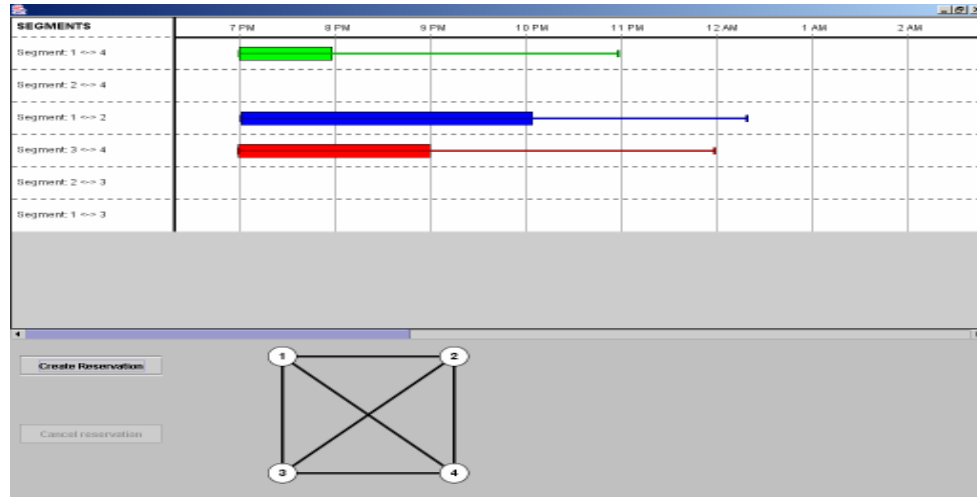 SEGMENTS 7 PM 8 PM 9 PM 10 PM 11 PM 12 AM 1 AM 2 AM
Segment: 1 <-> 4
Segment: 2 <-> 4
Segment: 1 <-> 2
Segment: 3 <-> 4
Segment: 2 <-> 3
Segment: 1 <-> 3
Create Reservation
Cancel reservation
1 2
3 4